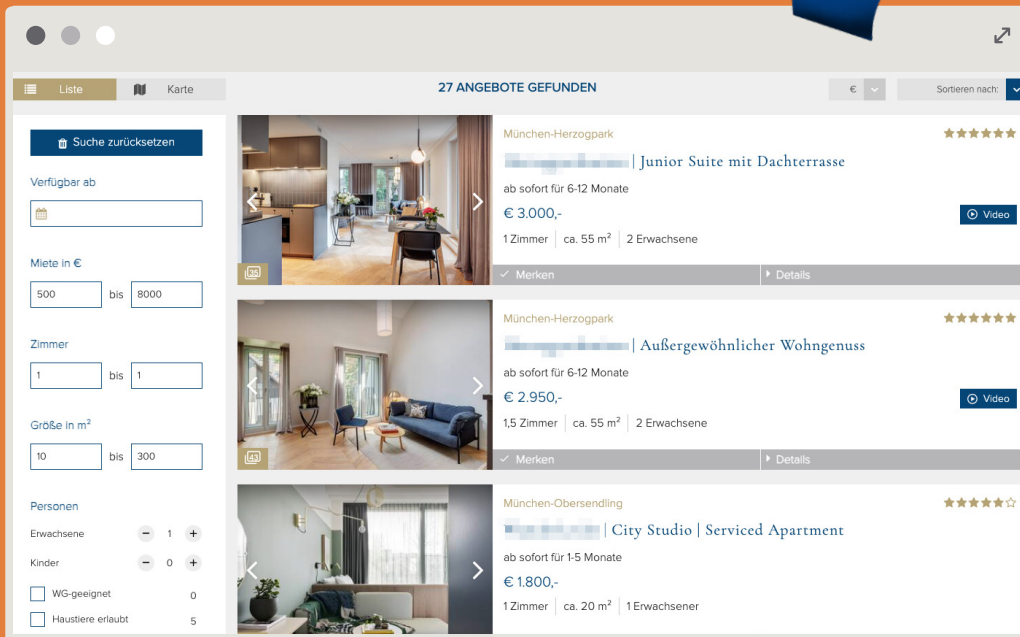 Liste
Karte
27 ANGEBOTE GEFUNDEN
€
Sortieren nach:
Suche zurücksetzen
Verfügbar ab
Miete in €
500 bis 8000
Zimmer
1 bis 1
Größe in m²
10 bis 300
Personen
Erwachsene - 1 +
Kinder - 0 +
WG-geeignet 0
Haustiere erlaubt 5
35
München-Herzogpark
| Junior Suite mit Dachterrasse
ab sofort für 6-12 Monate
€ 3.000,-
Video
1 Zimmer | ca. 55 m² | 2 Erwachsene
Merken
Details
43
München-Herzogpark
| Außergewöhnlicher Wohngenuss
ab sofort für 6-12 Monate
€ 2.950,-
Video
1,5 Zimmer | ca. 55 m² | 2 Erwachsene
Merken
Details
München-Obersendling
| City Studio | Serviced Apartment
ab sofort für 1-5 Monate
€ 1.800,-
1 Zimmer | ca. 20 m² | 1 Erwachsener